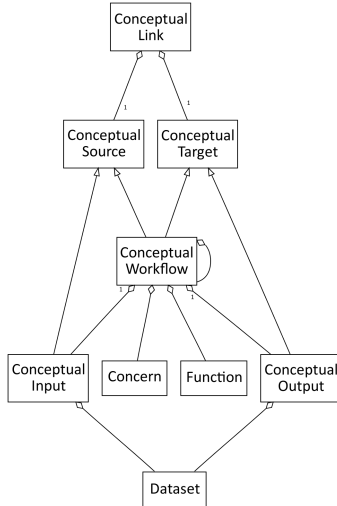 Conceptual
Link
1
1
Conceptual
Source
Conceptual
Target
Conceptual
Workflow
1
1
Conceptual
Input
Concern
Function
Conceptual
Output
Dataset